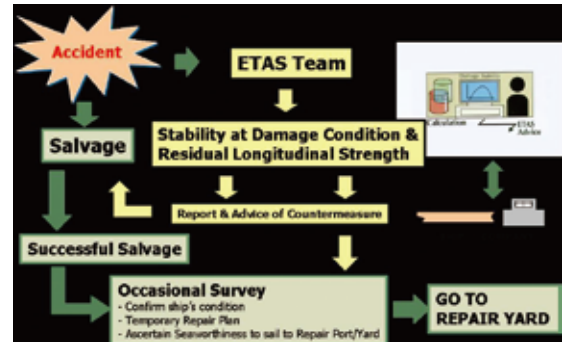 Accident
ETAS Team
Stability at Damage Condition &
Residual Longitudinal Strength
Calculation
ETAS
Advice
Salvage
Report & Advice of Countermeasure
Successful Salvage
Occasional Survey
- Confirm ship's condition
- Temporary Repair Plan
- Ascertain Seaworthiness to sail to Repair Port/Yard
GO TO
REPAIR YARD